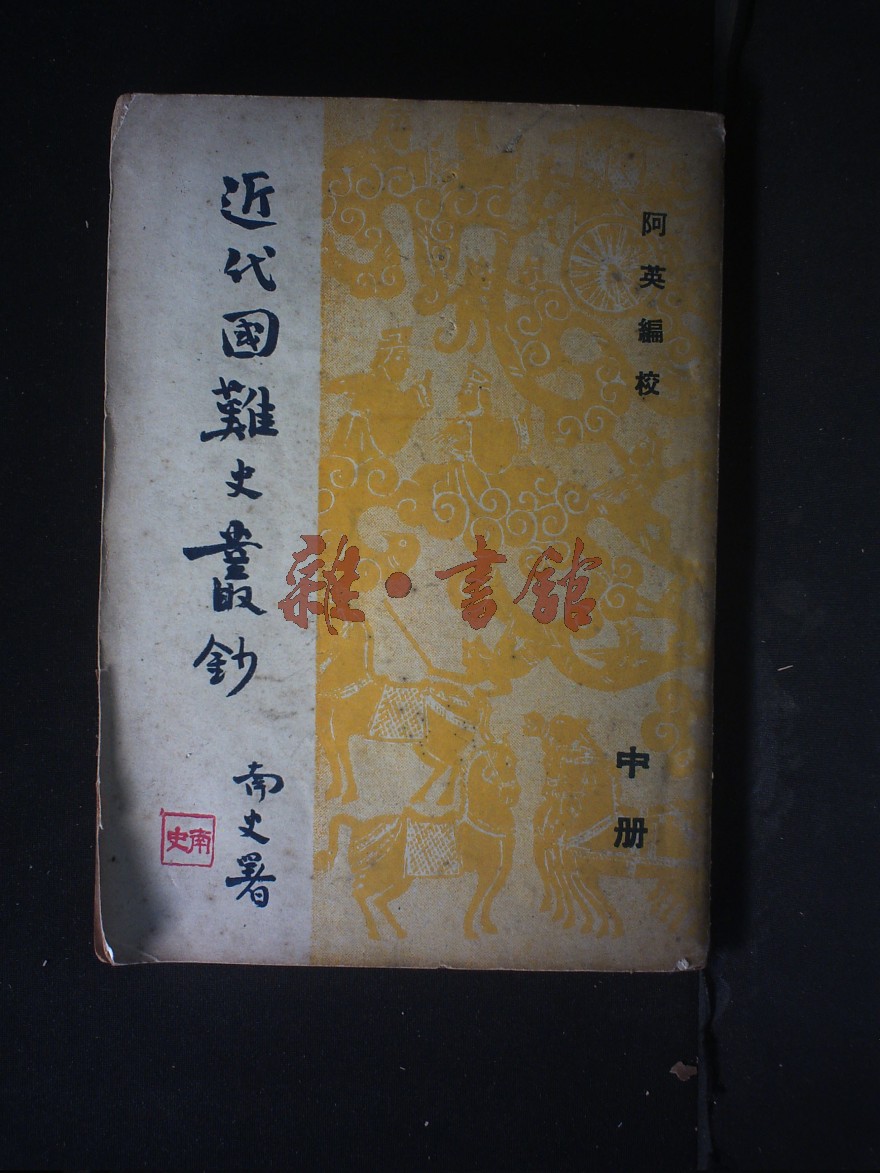 阿英編校
中册
近代國難史叢鈔
南史署
南史
雜·書館